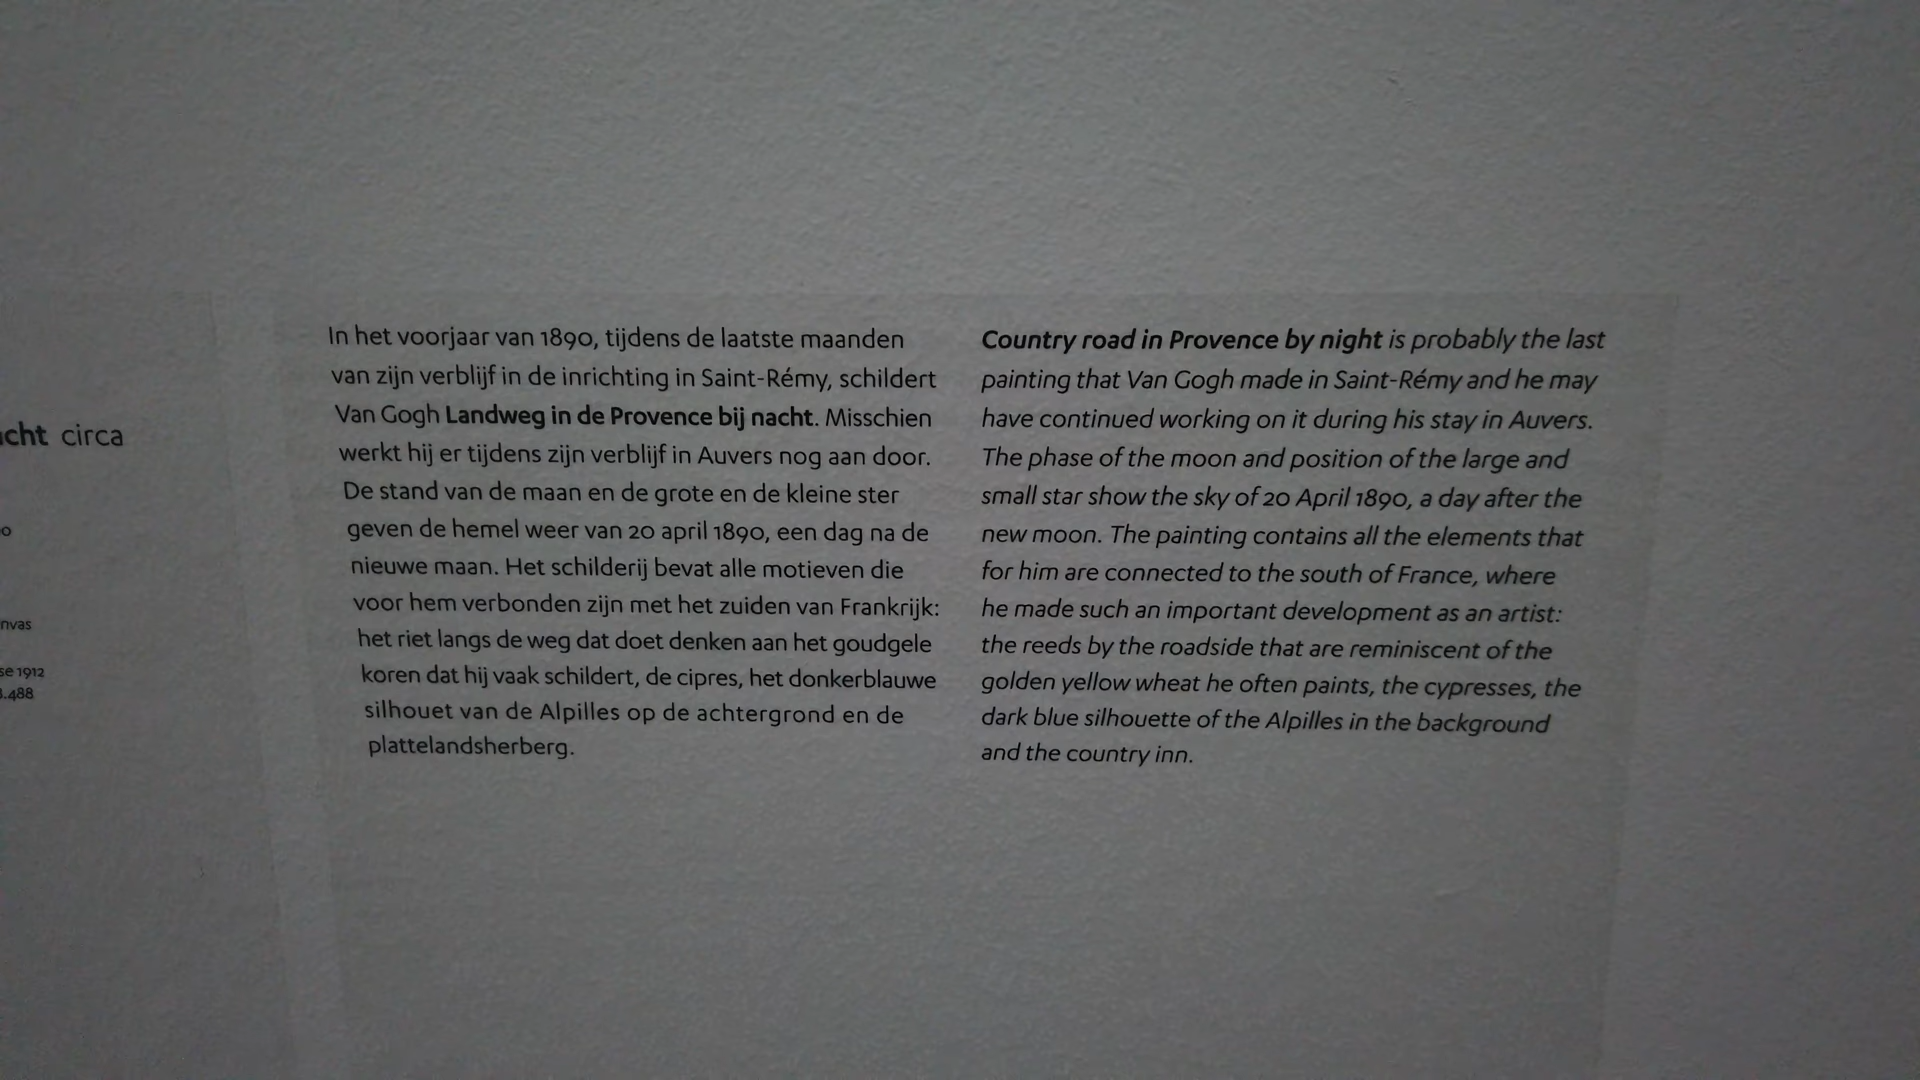 cht circa
o
nvas
se 1912
.488
In het voorjaar van 1890, tijdens de laatste maanden
van zijn verblijf in de inrichting in Saint-Rémy, schildert
Van Gogh Landweg in de Provence bij nacht. Misschien
werkt hij er tijdens zijn verblijf in Auvers nog aan door.
De stand van de maan en de grote en de kleine ster
geven de hemel weer van 20 april 1890, een dag na de
nieuwe maan. Het schilderij bevat alle motieven die
voor hem verbonden zijn met het zuiden van Frankrijk:
het riet langs de weg dat doet denken aan het goudgele
koren dat hij vaak schildert, de cipres, het donkerblauwe
silhouet van de Alpilles op de achtergrond en de
plattelandsherberg.
Country road in Provence by night is probably the last
painting that Van Gogh made in Saint-Rémy and he may
have continued working on it during his stay in Auvers.
The phase of the moon and position of the large and
small star show the sky of 20 April 1890, a day after the
new moon. The painting contains all the elements that
for him are connected to the south of France, where
he made such an important development as an artist:
the reeds by the roadside that are reminiscent of the
golden yellow wheat he often paints, the cypresses, the
dark blue silhouette of the Alpilles in the background
and the country inn.